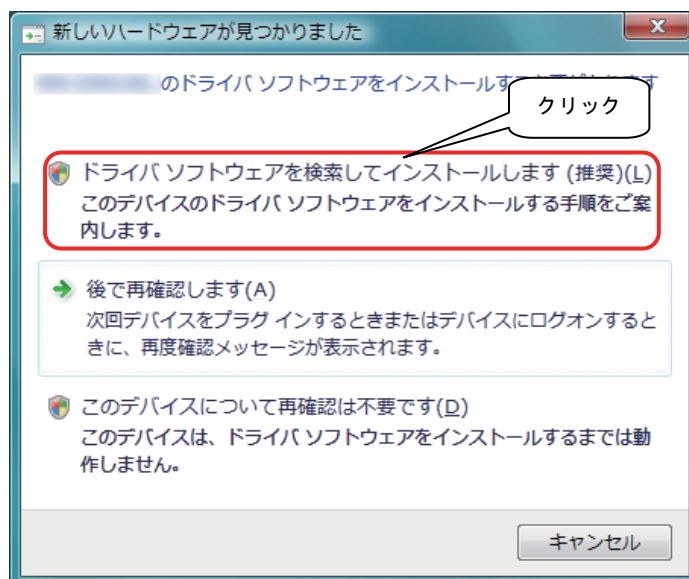 新しいハードウェアが見つかりました
のドライバ ソフトウェアをインストールす
クリック
ドライバ ソフトウェアを検索してインストールします (推奨)(L)
このデバイスのドライバ ソフトウェアをインストールする手順をご案
内します。
後で再確認します(A)
次回デバイスをプラグ インするときまたはデバイスにログオンすると
きに、再度確認メッセージが表示されます。
このデバイスについて再確認は不要です(D)
このデバイスは、ドライバ ソフトウェアをインストールするまでは動
作しません。
キャンセル